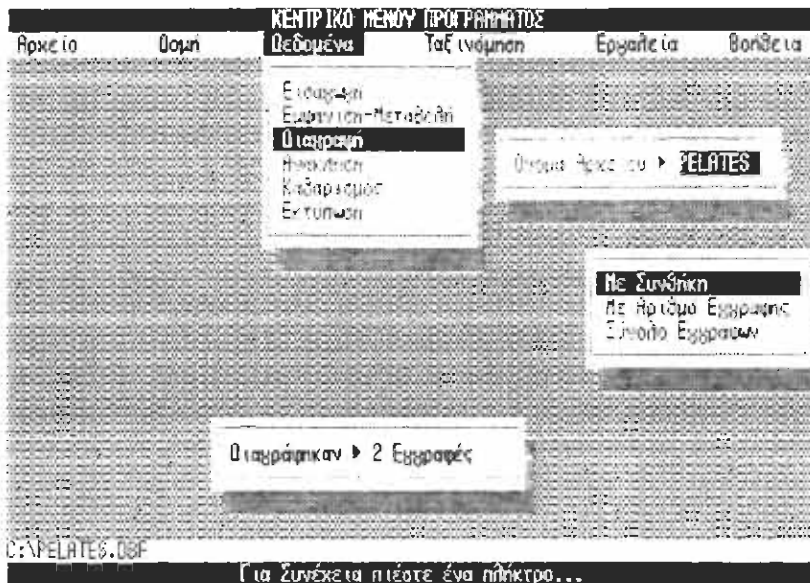 ΚΕΝΤΡΙΚΟ ΜΕΝΟΥ ΠΡΟΓΡΑΜΜΑΤΟΣ
Αρχείο Δομή Δεδομένα Ταξινόμηση Εργαλεία Βοήθεια
Εισαγωγή
Εμφάνιση-Μεταβολή
Διαγραφή
Ανάκληση
Καθαρισμός
Εκτύπωση
Όνομα Αρχείου ▶ PELATES
Με Συνθήκη
Με Αριθμό Εγγραφής
Σύνολο Εγγραφών
Διαγράφηκαν ▶ 2 Εγγραφές
C:\PELATES.DBF
Για Συνέχεια πιέστε ένα πλήκτρο...